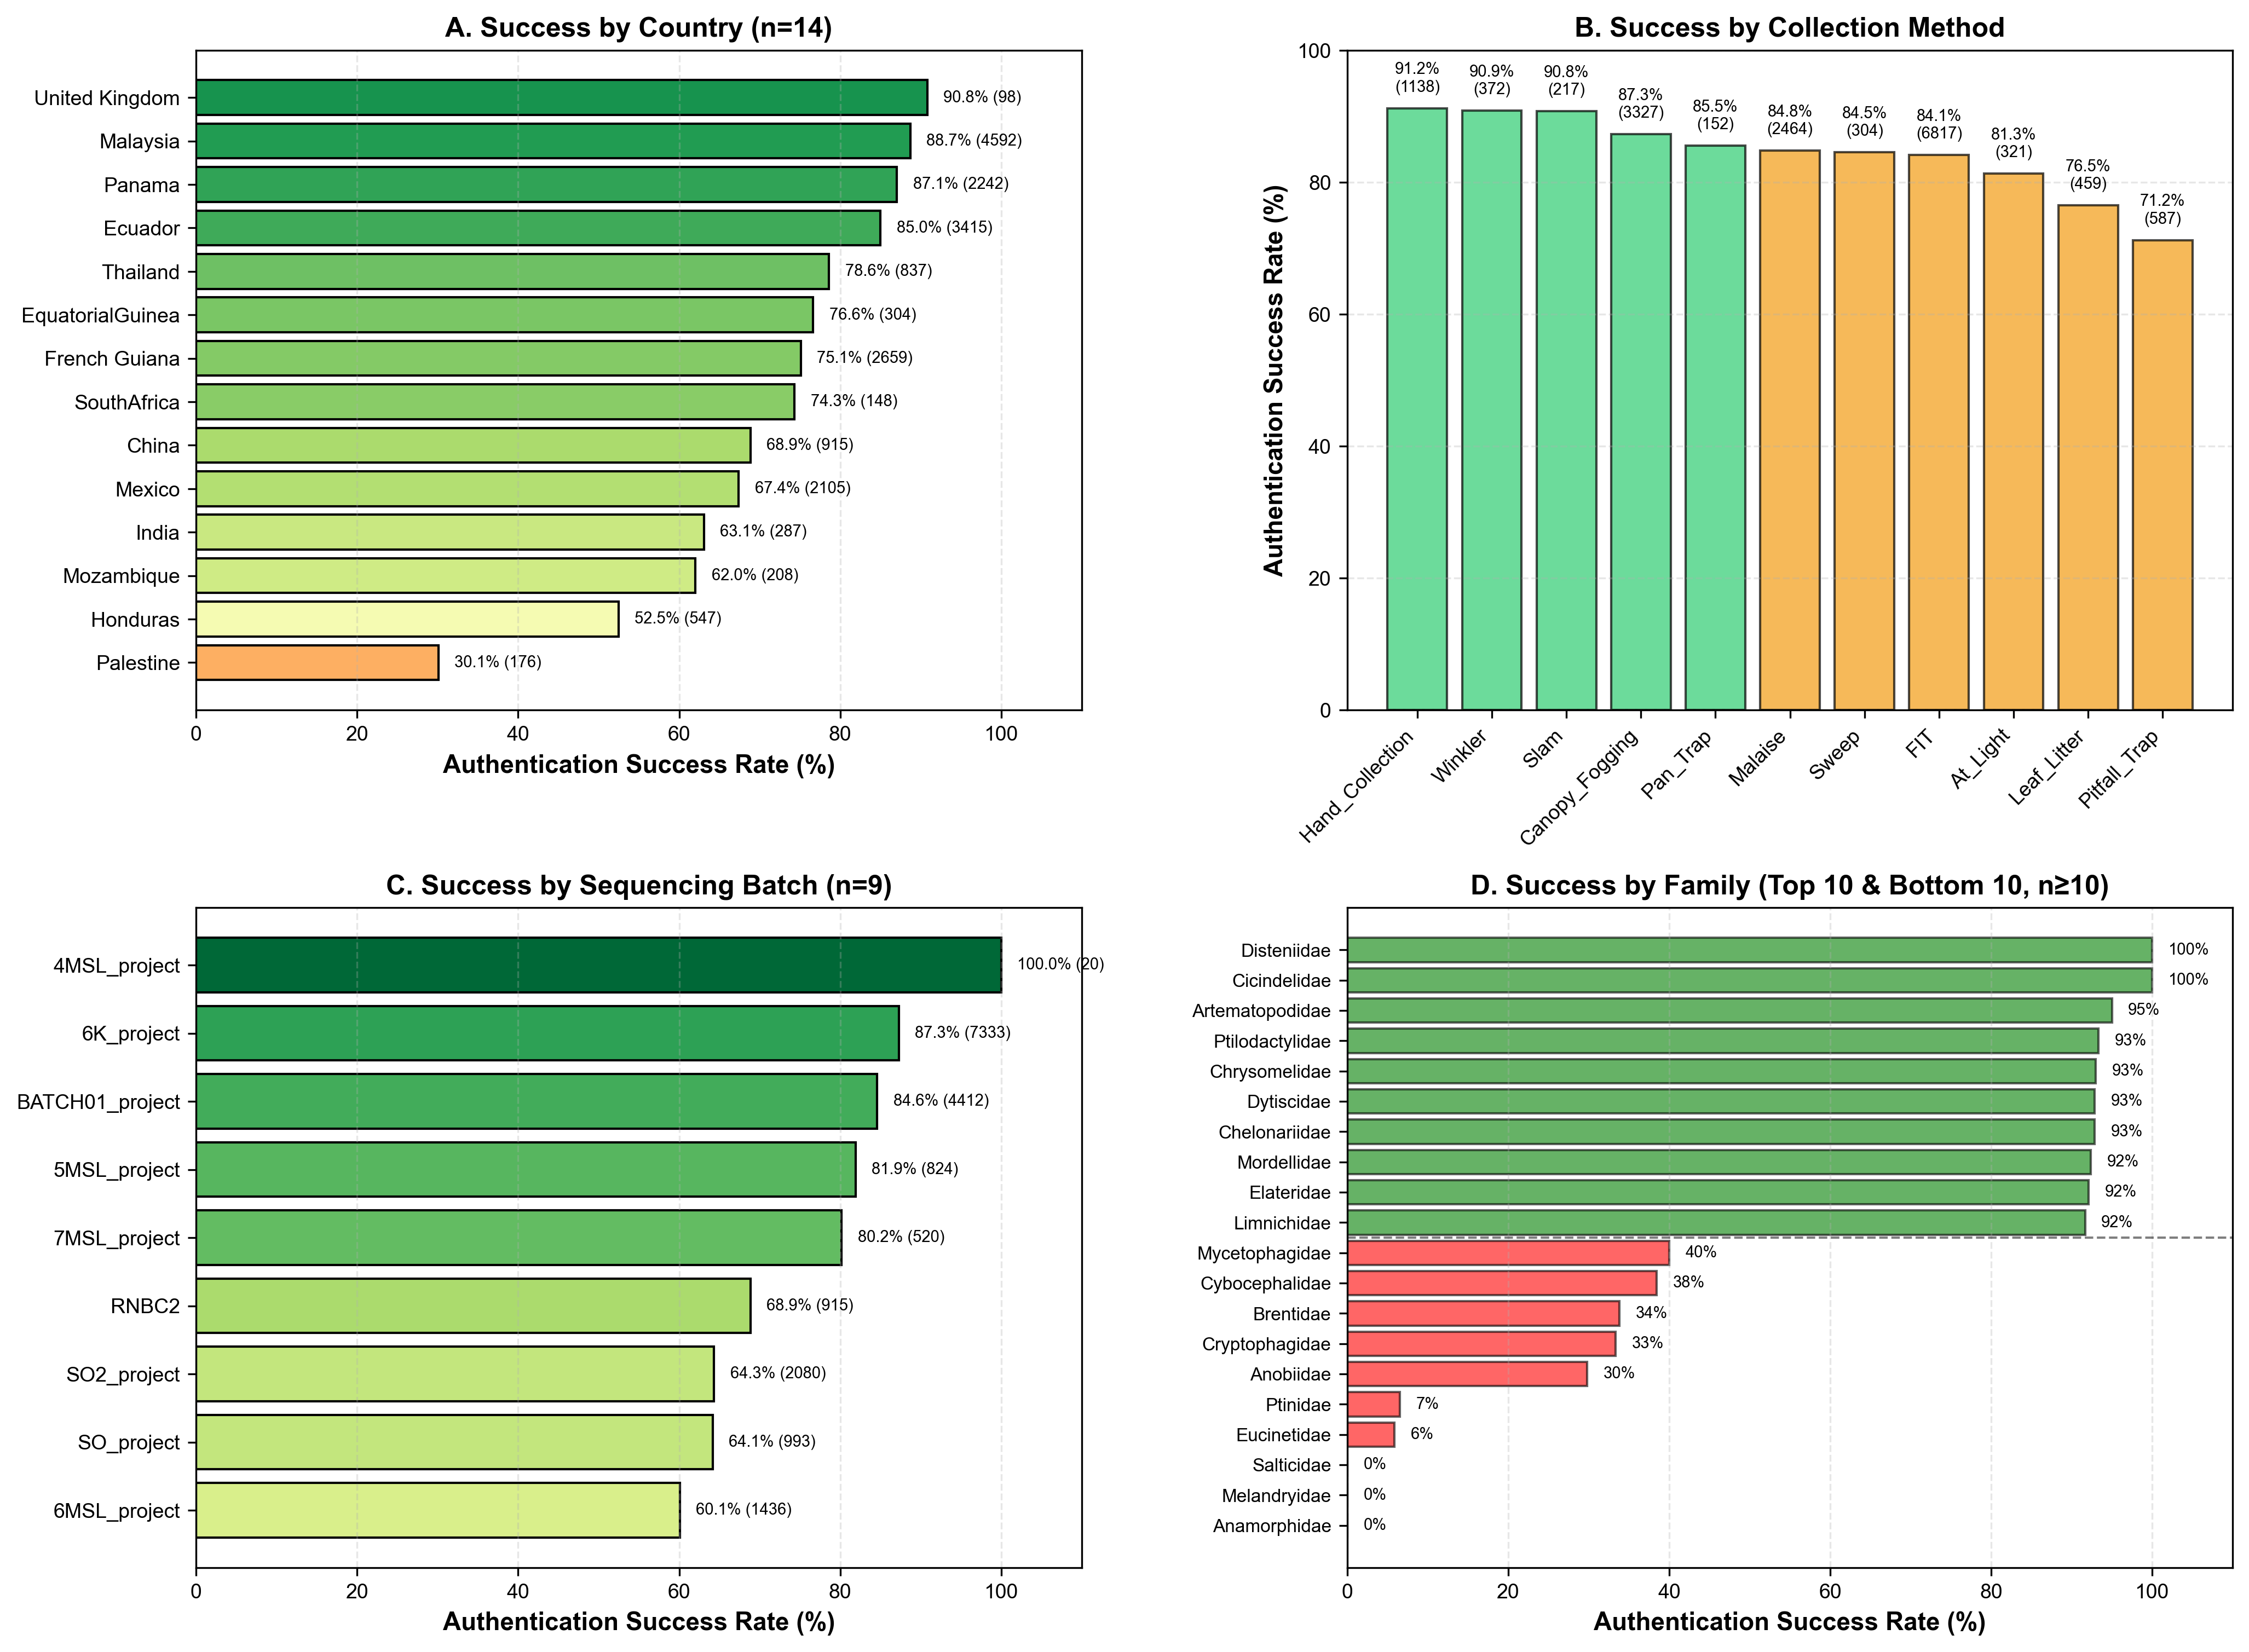 A. Success by Country (n=14)
United Kingdom
90.8% (98)
Malaysia
88.7% (4592)
Panama
87.1% (2242)
Ecuador
85.0% (3415)
Thailand
78.6% (837)
EquatorialGuinea
76.6% (304)
French Guiana
75.1% (2659)
SouthAfrica
74.3% (148)
China
68.9% (915)
Mexico
67.4% (2105)
India
63.1% (287)
Mozambique
62.0% (208)
Honduras
52.5% (547)
Palestine
30.1% (176)
0 20 40 60 80 100
Authentication Success Rate (%)
B. Success by Collection Method
Authentication Success Rate (%)
100
80
60
40
20
0
91.2%
(1138)
90.9%
(372)
90.8%
(217)
87.3%
(3327)
85.5%
(152)
84.8%
(2464)
84.5%
(304)
84.1%
(6817)
81.3%
(321)
76.5%
(459)
71.2%
(587)
Hand_Collection
Winkler
Slam
Canopy_Fogging
Pan_Trap
Malaise
Sweep
FIT
At_Light
Leaf_Litter
Pitfall_Trap
C. Success by Sequencing Batch (n=9)
4MSL_project
100.0% (20)
6K_project
87.3% (7333)
BATCH01_project
84.6% (4412)
5MSL_project
81.9% (824)
7MSL_project
80.2% (520)
RNBC2
68.9% (915)
SO2_project
64.3% (2080)
SO_project
64.1% (993)
6MSL_project
60.1% (1436)
0 20 40 60 80 100
Authentication Success Rate (%)
D. Success by Family (Top 10 & Bottom 10, n≥10)
Disteniidae
100%
Cicindelidae
100%
Artematopodidae
95%
Ptilodactylidae
93%
Chrysomelidae
93%
Dytiscidae
93%
Chelonariidae
93%
Mordellidae
92%
Elateridae
92%
Limnichidae
92%
Mycetophagidae
40%
Cybocephalidae
38%
Brentidae
34%
Cryptophagidae
33%
Anobiidae
30%
Ptinidae
7%
Eucinetidae
6%
Salticidae
0%
Melandryidae
0%
Anamorphidae
0%
0 20 40 60 80 100
Authentication Success Rate (%)